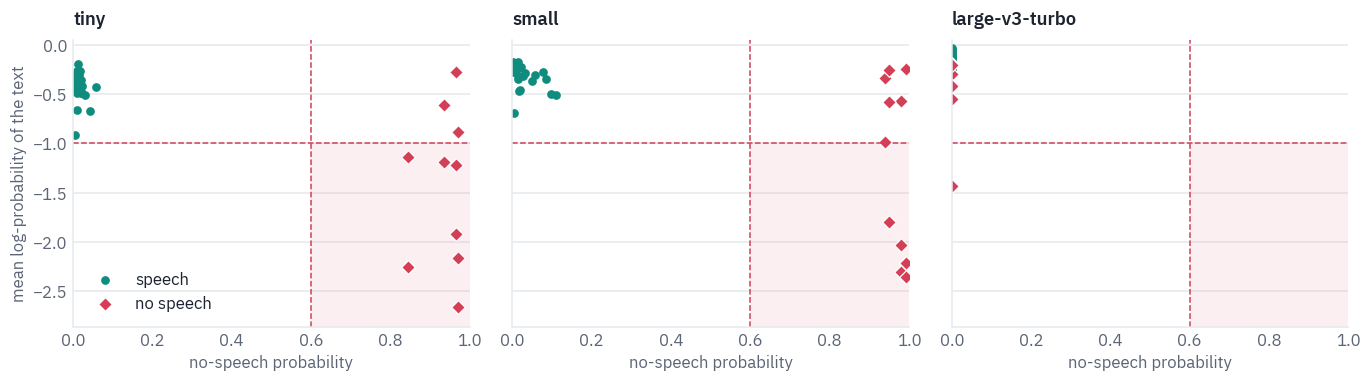 tiny
small
large-v3-turbo
mean log-probability of the text
0.0
−0.5
−1.0
−1.5
−2.0
−2.5
speech
no speech
0.0 0.2 0.4 0.6 0.8 1.0
0.0 0.2 0.4 0.6 0.8 1.0
0.0 0.2 0.4 0.6 0.8 1.0
no-speech probability
no-speech probability
no-speech probability